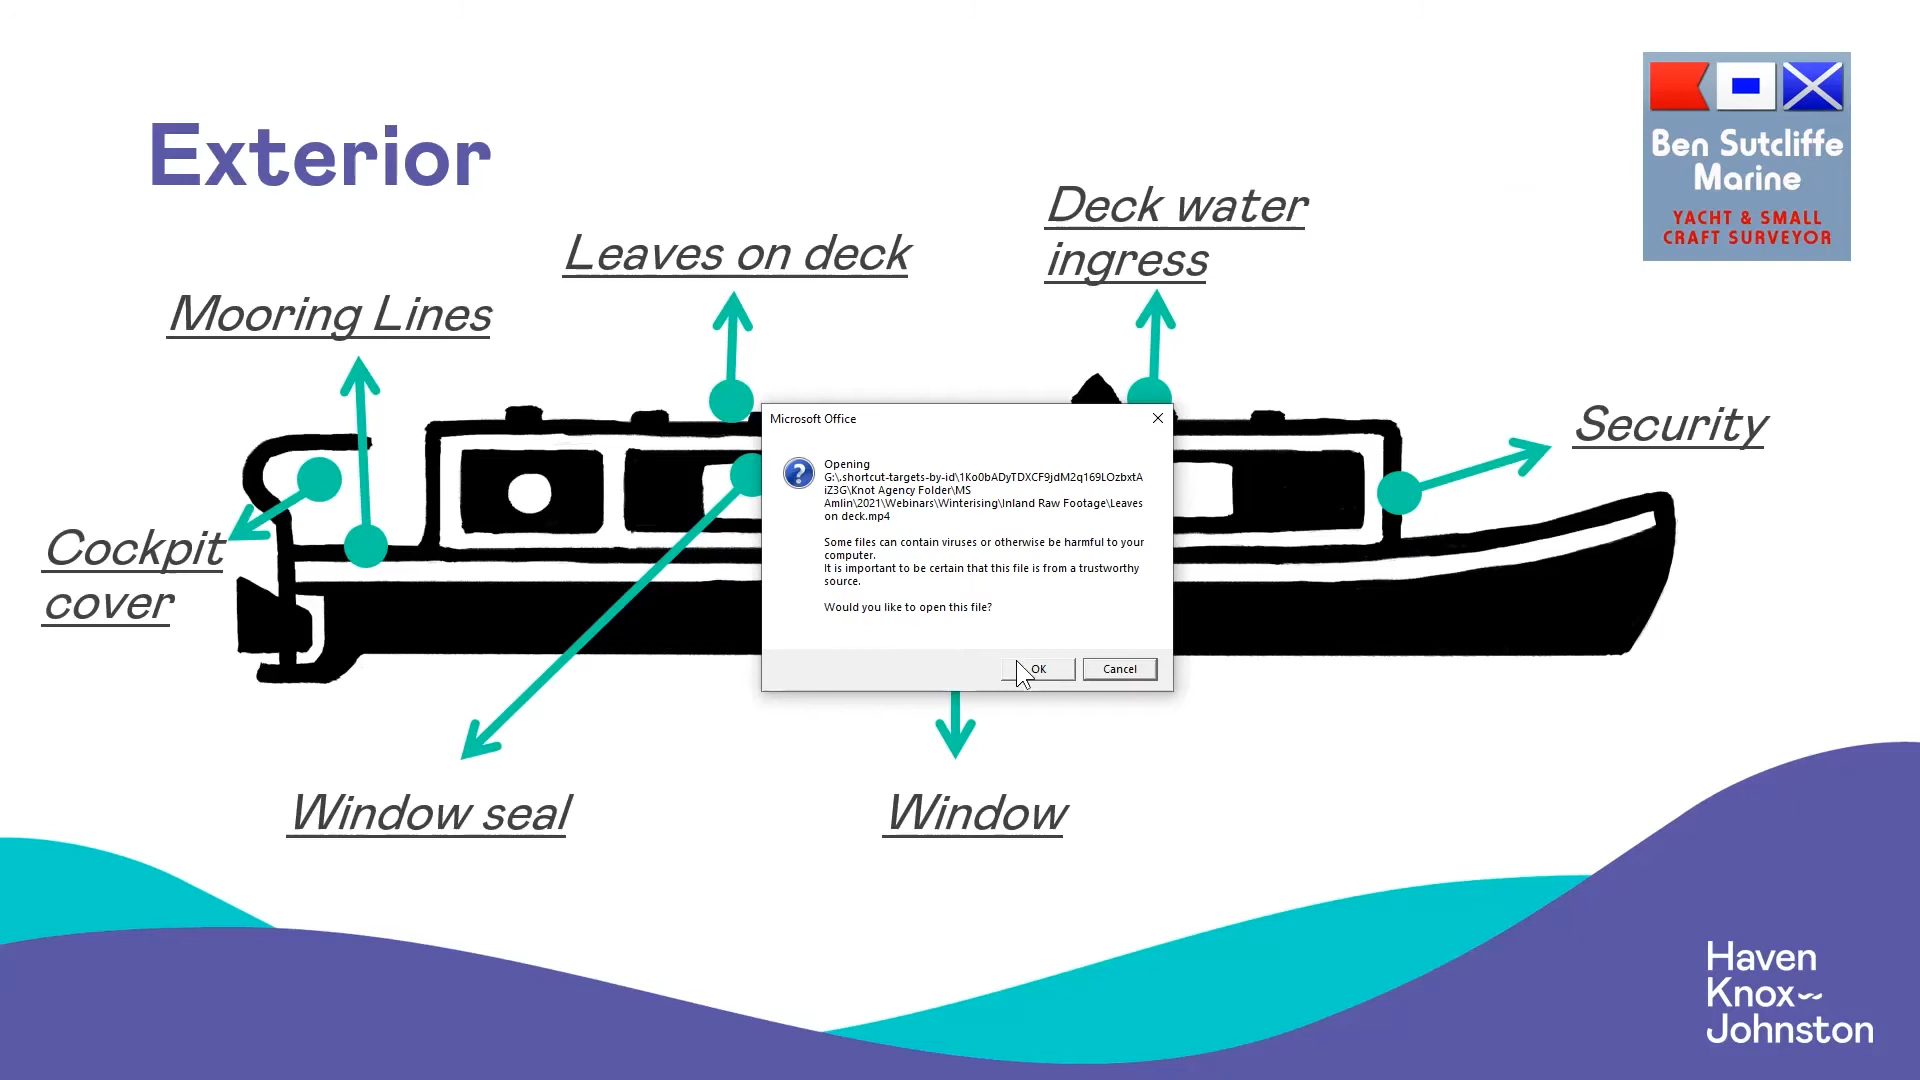 Exterior
Ben Sutcliffe
Marine
YACHT & SMALL
CRAFT SURVEYOR
Deck water
ingress
Leaves on deck
Mooring Lines
Security
Cockpit
cover
Microsoft Office
Opening
G:\.shortcut-targets-by-id\1Ko0bADyTDXCF9jdM2q169LOzbxtA
iZ3G\Knot Agency Folder\MS
Amlin\2021\Webinars\Winterising\Inland Raw Footage\Leaves
on deck.mp4
Some files can contain viruses or otherwise be harmful to your
computer.
It is important to be certain that this file is from a trustworthy
source.
Would you like to open this file?
OK
Cancel
Window seal
Window
Haven
Knox~
Johnston